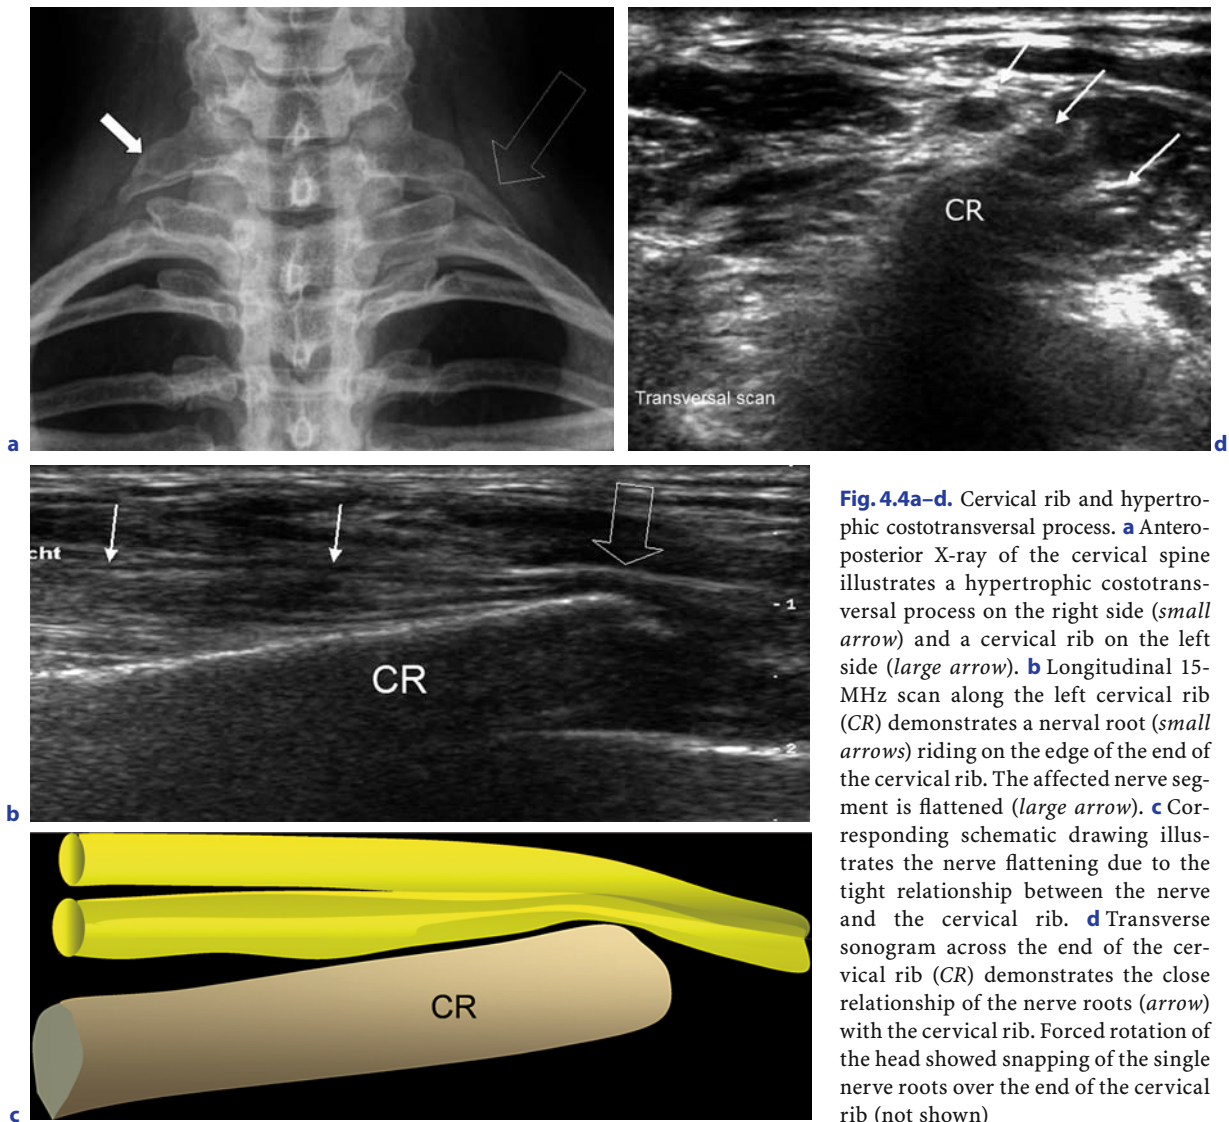 CR
Transversal scan
a
d
cht
- 1
CR
- 2
b
CR
c
Fig. 4.4a–d. Cervical rib and hypertro-
phic costotransversal process. a Antero-
posterior X-ray of the cervical spine
illustrates a hypertrophic costotrans-
versal process on the right side (small
arrow) and a cervical rib on the left
side (large arrow). b Longitudinal 15-
MHz scan along the left cervical rib
(CR) demonstrates a nerval root (small
arrows) riding on the edge of the end of
the cervical rib. The affected nerve seg-
ment is flattened (large arrow). c Cor-
responding schematic drawing illus-
trates the nerve flattening due to the
tight relationship between the nerve
and the cervical rib. d Transverse
sonogram across the end of the cer-
vical rib (CR) demonstrates the close
relationship of the nerve roots (arrow)
with the cervical rib. Forced rotation of
the head showed snapping of the single
nerve roots over the end of the cervical
rib (not shown)